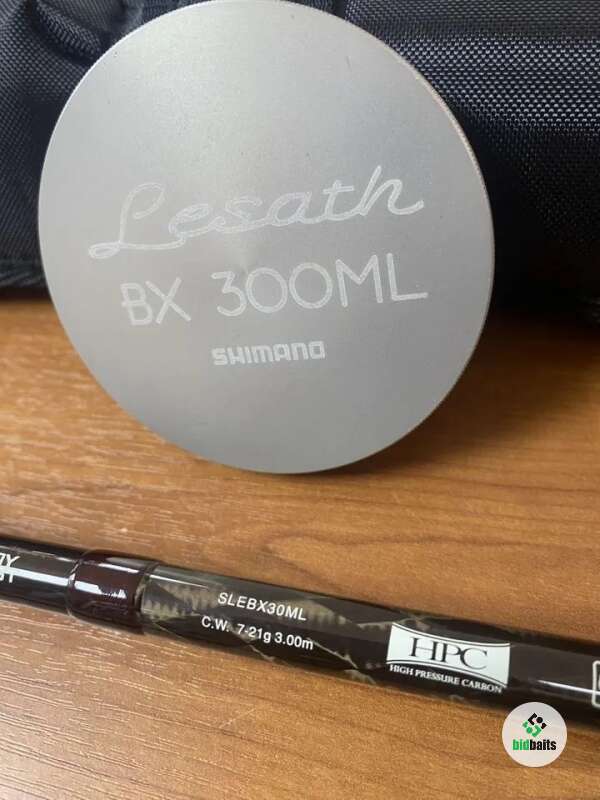 Lesath
BX 300ML
SHIMANO
SLEBX30ML
C.W. 7-21g 3.00m
HPC
HIGH PRESSURE CARBON
bidbaits